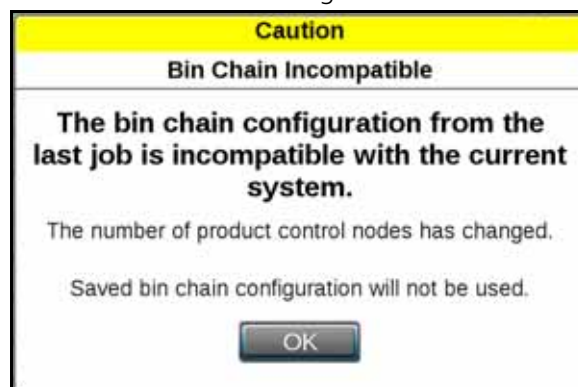 Caution
Bin Chain Incompatible
The bin chain configuration from the
last job is incompatible with the current
system.
The number of product control nodes has changed.
Saved bin chain configuration will not be used.
OK